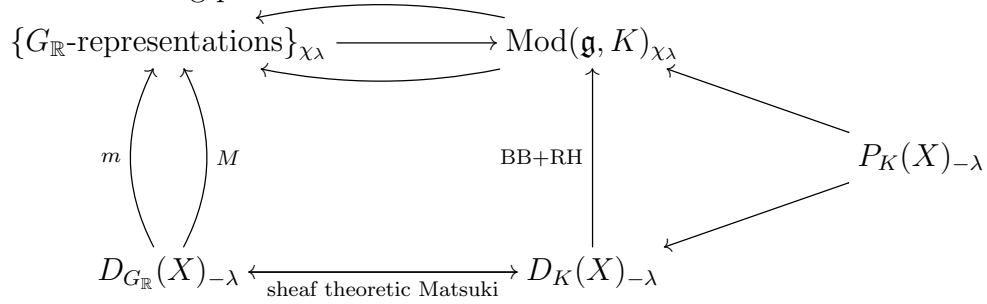 {G_ℝ-representations}_{χ_λ} Mod(𝔤, K)_{χ_λ}
m M BB+RH P_K(X)_{−λ}
D_{G_ℝ}(X)_{−λ} D_K(X)_{−λ}
sheaf theoretic Matsuki